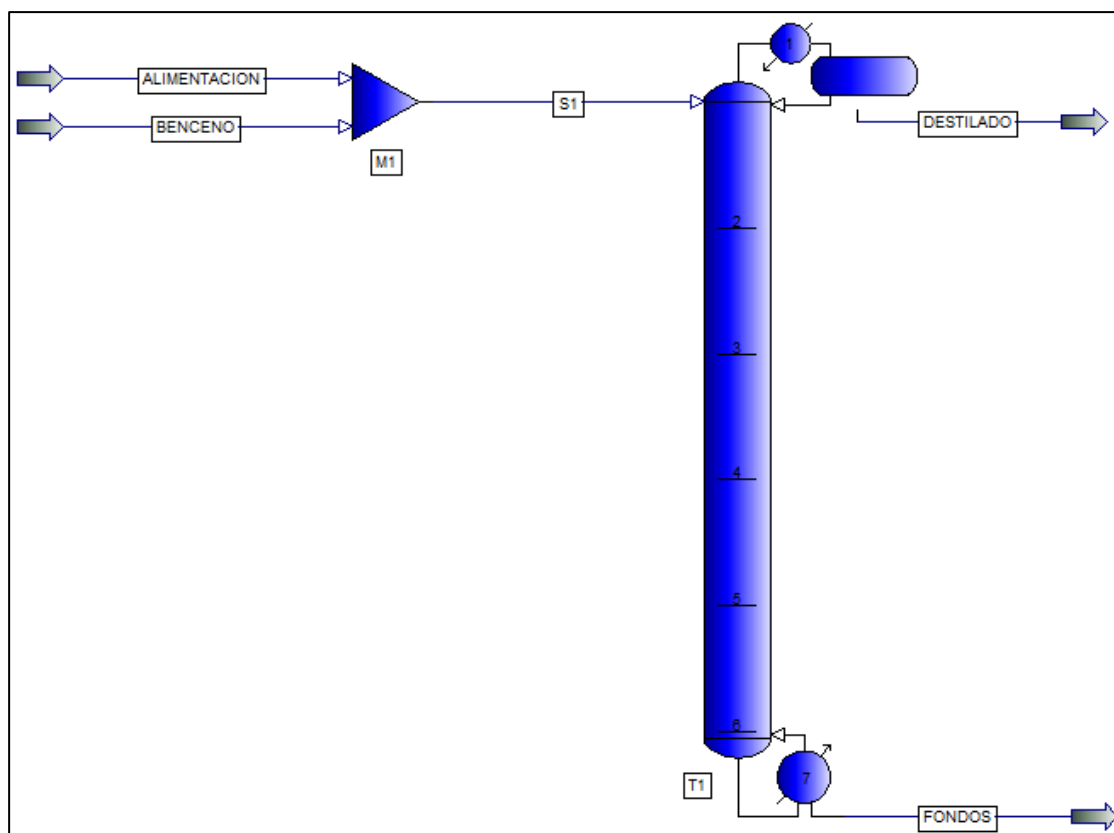 1
ALIMENTACION
S1
BENCENO
DESTILADO
M1
2
3
4
5
6
7
T1
FONDOS